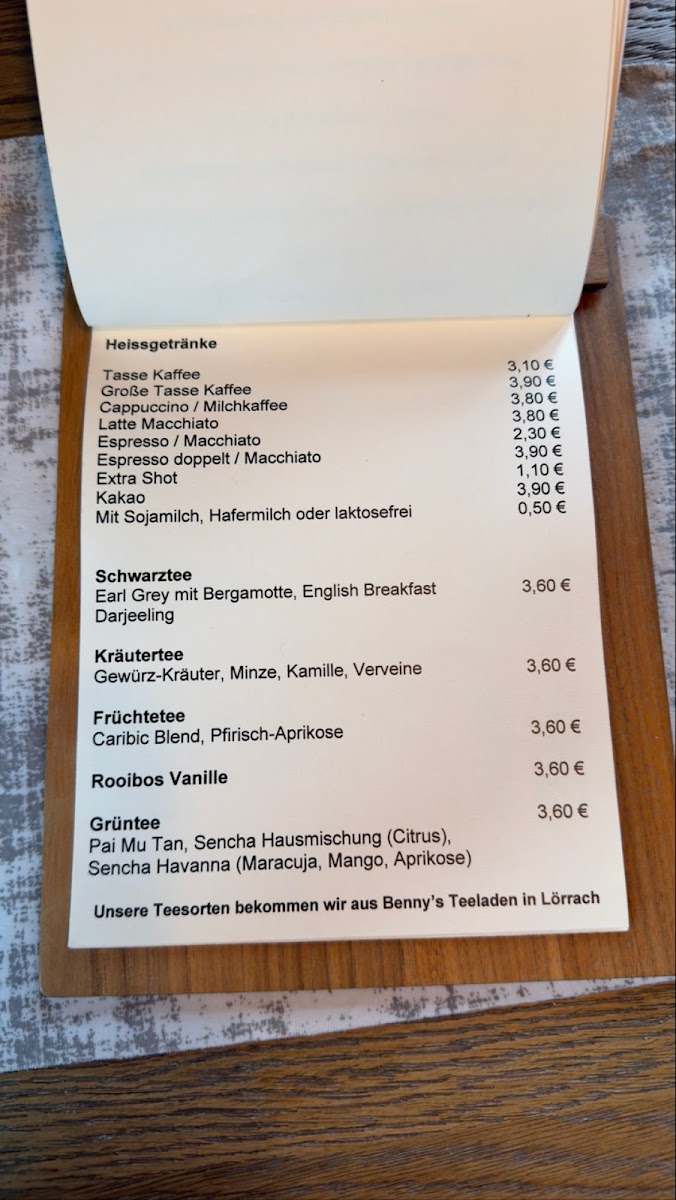 Heissgetränke
Tasse Kaffee 3,10 €
Große Tasse Kaffee 3,90 €
Cappuccino / Milchkaffee 3,80 €
Latte Macchiato 3,80 €
Espresso / Macchiato 2,30 €
Espresso doppelt / Macchiato 3,90 €
Extra Shot 1,10 €
Kakao 3,90 €
Mit Sojamilch, Hafermilch oder laktosefrei 0,50 €
Schwarztee
Earl Grey mit Bergamotte, English Breakfast 3,60 €
Darjeeling
Kräutertee
Gewürz-Kräuter, Minze, Kamille, Verveine 3,60 €
Früchtetee
Caribic Blend, Pfirisch-Aprikose 3,60 €
Rooibos Vanille 3,60 €
Grüntee 3,60 €
Pai Mu Tan, Sencha Hausmischung (Citrus),
Sencha Havanna (Maracuja, Mango, Aprikose)
Unsere Teesorten bekommen wir aus Benny's Teeladen in Lörrach